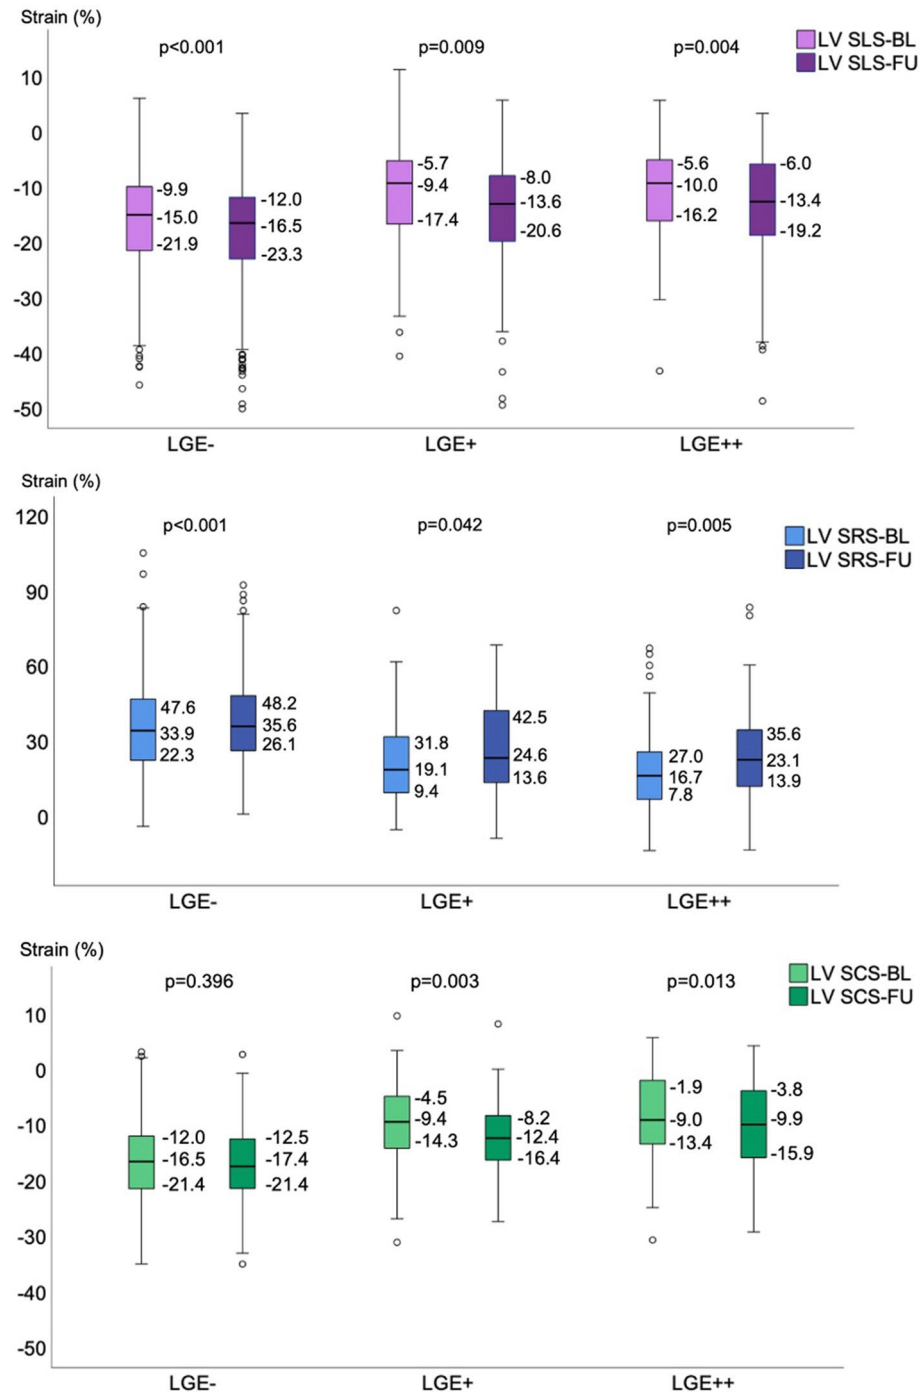 Strain (%)
p<0.001
p=0.009
p=0.004
LV SLS-BL
LV SLS-FU
10
0
-10
-20
-30
-40
-50
-9.9
-15.0
-21.9
-12.0
-16.5
-23.3
-5.7
-9.4
-17.4
-8.0
-13.6
-20.6
-5.6
-10.0
-16.2
-6.0
-13.4
-19.2
LGE-
LGE+
LGE++
Strain (%)
p<0.001
p=0.042
p=0.005
LV SRS-BL
LV SRS-FU
120
90
60
30
0
47.6
33.9
22.3
48.2
35.6
26.1
31.8
19.1
9.4
42.5
24.6
13.6
27.0
16.7
7.8
35.6
23.1
13.9
LGE-
LGE+
LGE++
Strain (%)
p=0.396
p=0.003
p=0.013
LV SCS-BL
LV SCS-FU
10
0
-10
-20
-30
-40
-50
-12.0
-16.5
-21.4
-12.5
-17.4
-21.4
-4.5
-9.4
-14.3
-8.2
-12.4
-16.4
-1.9
-9.0
-13.4
-3.8
-9.9
-15.9
LGE-
LGE+
LGE++